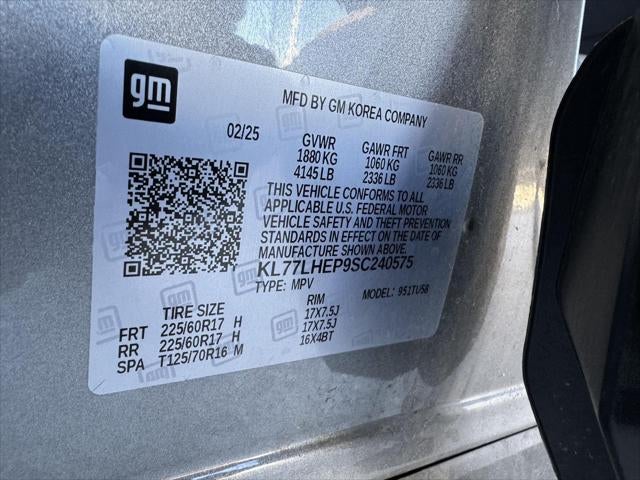 gm
MFD BY GM KOREA COMPANY
02/25 GVWR GAWR FRT GAWR RR
1880 KG 1060 KG 1060 KG
4145 LB 2336 LB 2336 LB
THIS VEHICLE CONFORMS TO ALL
APPLICABLE U.S. FEDERAL MOTOR
VEHICLE SAFETY AND THEFT PREVENTION
STANDARDS IN EFFECT ON THE DATE OF
MANUFACTURE SHOWN ABOVE.
KL77LHEP9SC240575
TYPE: MPV MODEL: 951TU58
TIRE SIZE RIM
FRT 225/60R17 H 17X7.5J
RR 225/60R17 H 17X7.5J
SPA T125/70R16 M 16X4BT